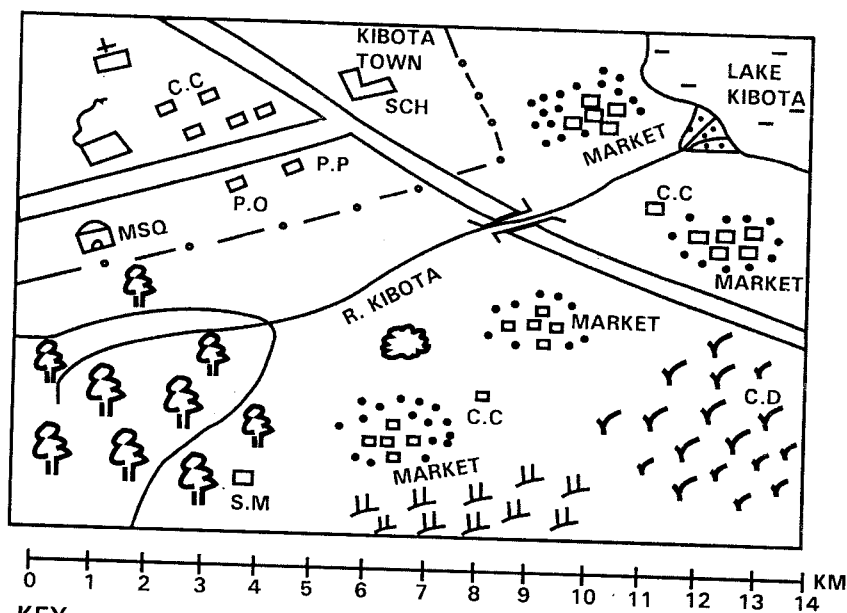 KIBOTA
TOWN
C.C
SCH
LAKE
KIBOTA
MARKET
P.P
P.O
C.C
MSQ
MARKET
R. KIBOTA
MARKET
C.D
C.C
MARKET
S.M
0 1 2 3 4 5 6 7 8 9 10 11 12 13 14 KM
KEY